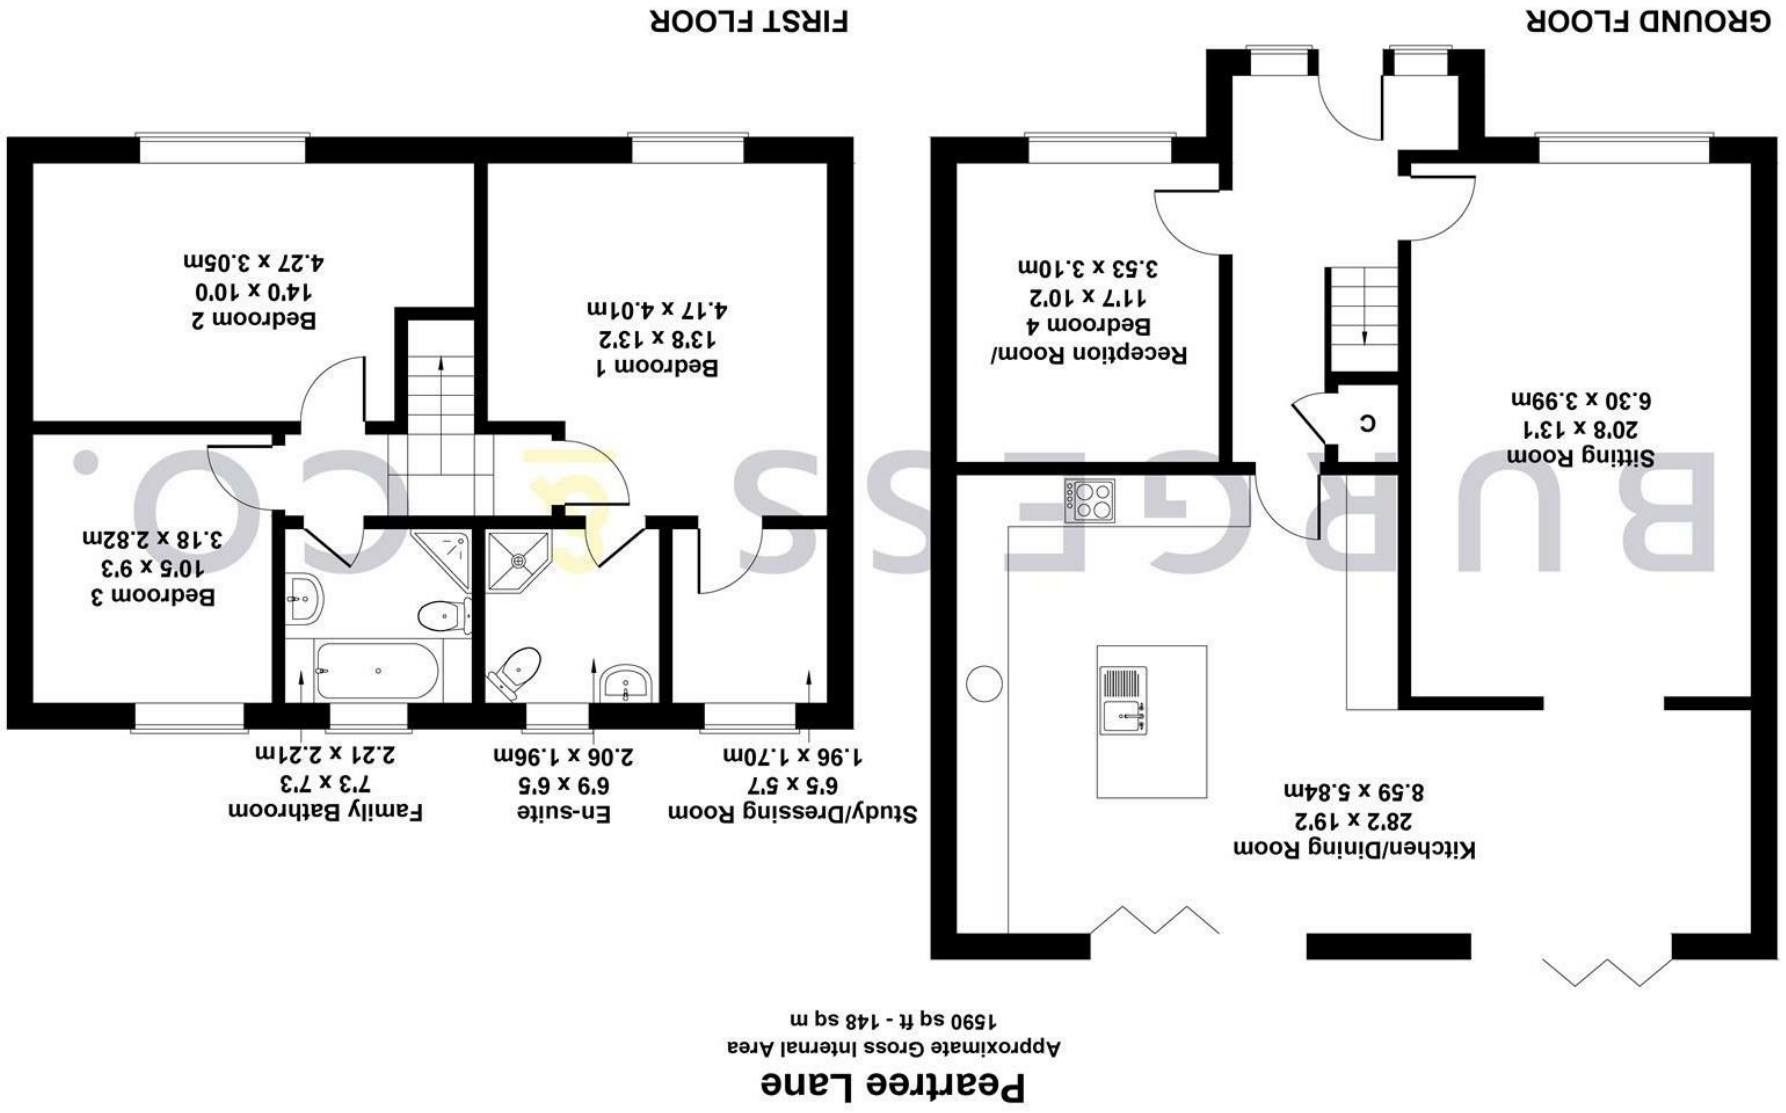 Peartree Lane
Approximate Gross Internal Area
1590 sq ft - 148 sq m
Kitchen/Dining Room
28'2 x 19'2
8.59 x 5.84m
Sitting Room
20'8 x 13'1
6.30 x 3.99m
C
Reception Room/
Bedroom 4
11'7 x 10'2
3.53 x 3.10m
GROUND FLOOR
Study/Dressing Room
6'5 x 5'7
1.96 x 1.70m
En-suite
6'9 x 6'5
2.06 x 1.96m
Family Bathroom
7'3 x 7'3
2.21 x 2.21m
Bedroom 3
10'5 x 9'3
3.18 x 2.82m
Bedroom 1
13'8 x 13'2
4.17 x 4.01m
Bedroom 2
14'0 x 10'0
4.27 x 3.05m
FIRST FLOOR
BURGESS & CO.